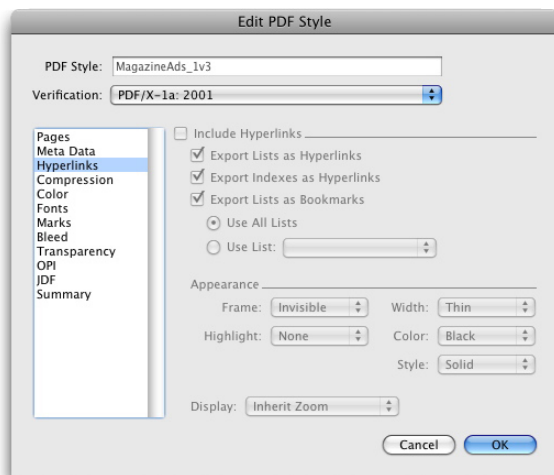 Edit PDF Style
PDF Style: MagazineAds_1v3
Verification: PDF/X-1a: 2001
Pages
Meta Data
Hyperlinks
Compression
Color
Fonts
Marks
Bleed
Transparency
OPI
JDF
Summary
Include Hyperlinks
Export Lists as Hyperlinks
Export Indexes as Hyperlinks
Export Lists as Bookmarks
Use All Lists
Use List:
Appearance
Frame: Invisible Width: Thin
Highlight: None Color: Black
Style: Solid
Display: Inherit Zoom
Cancel OK